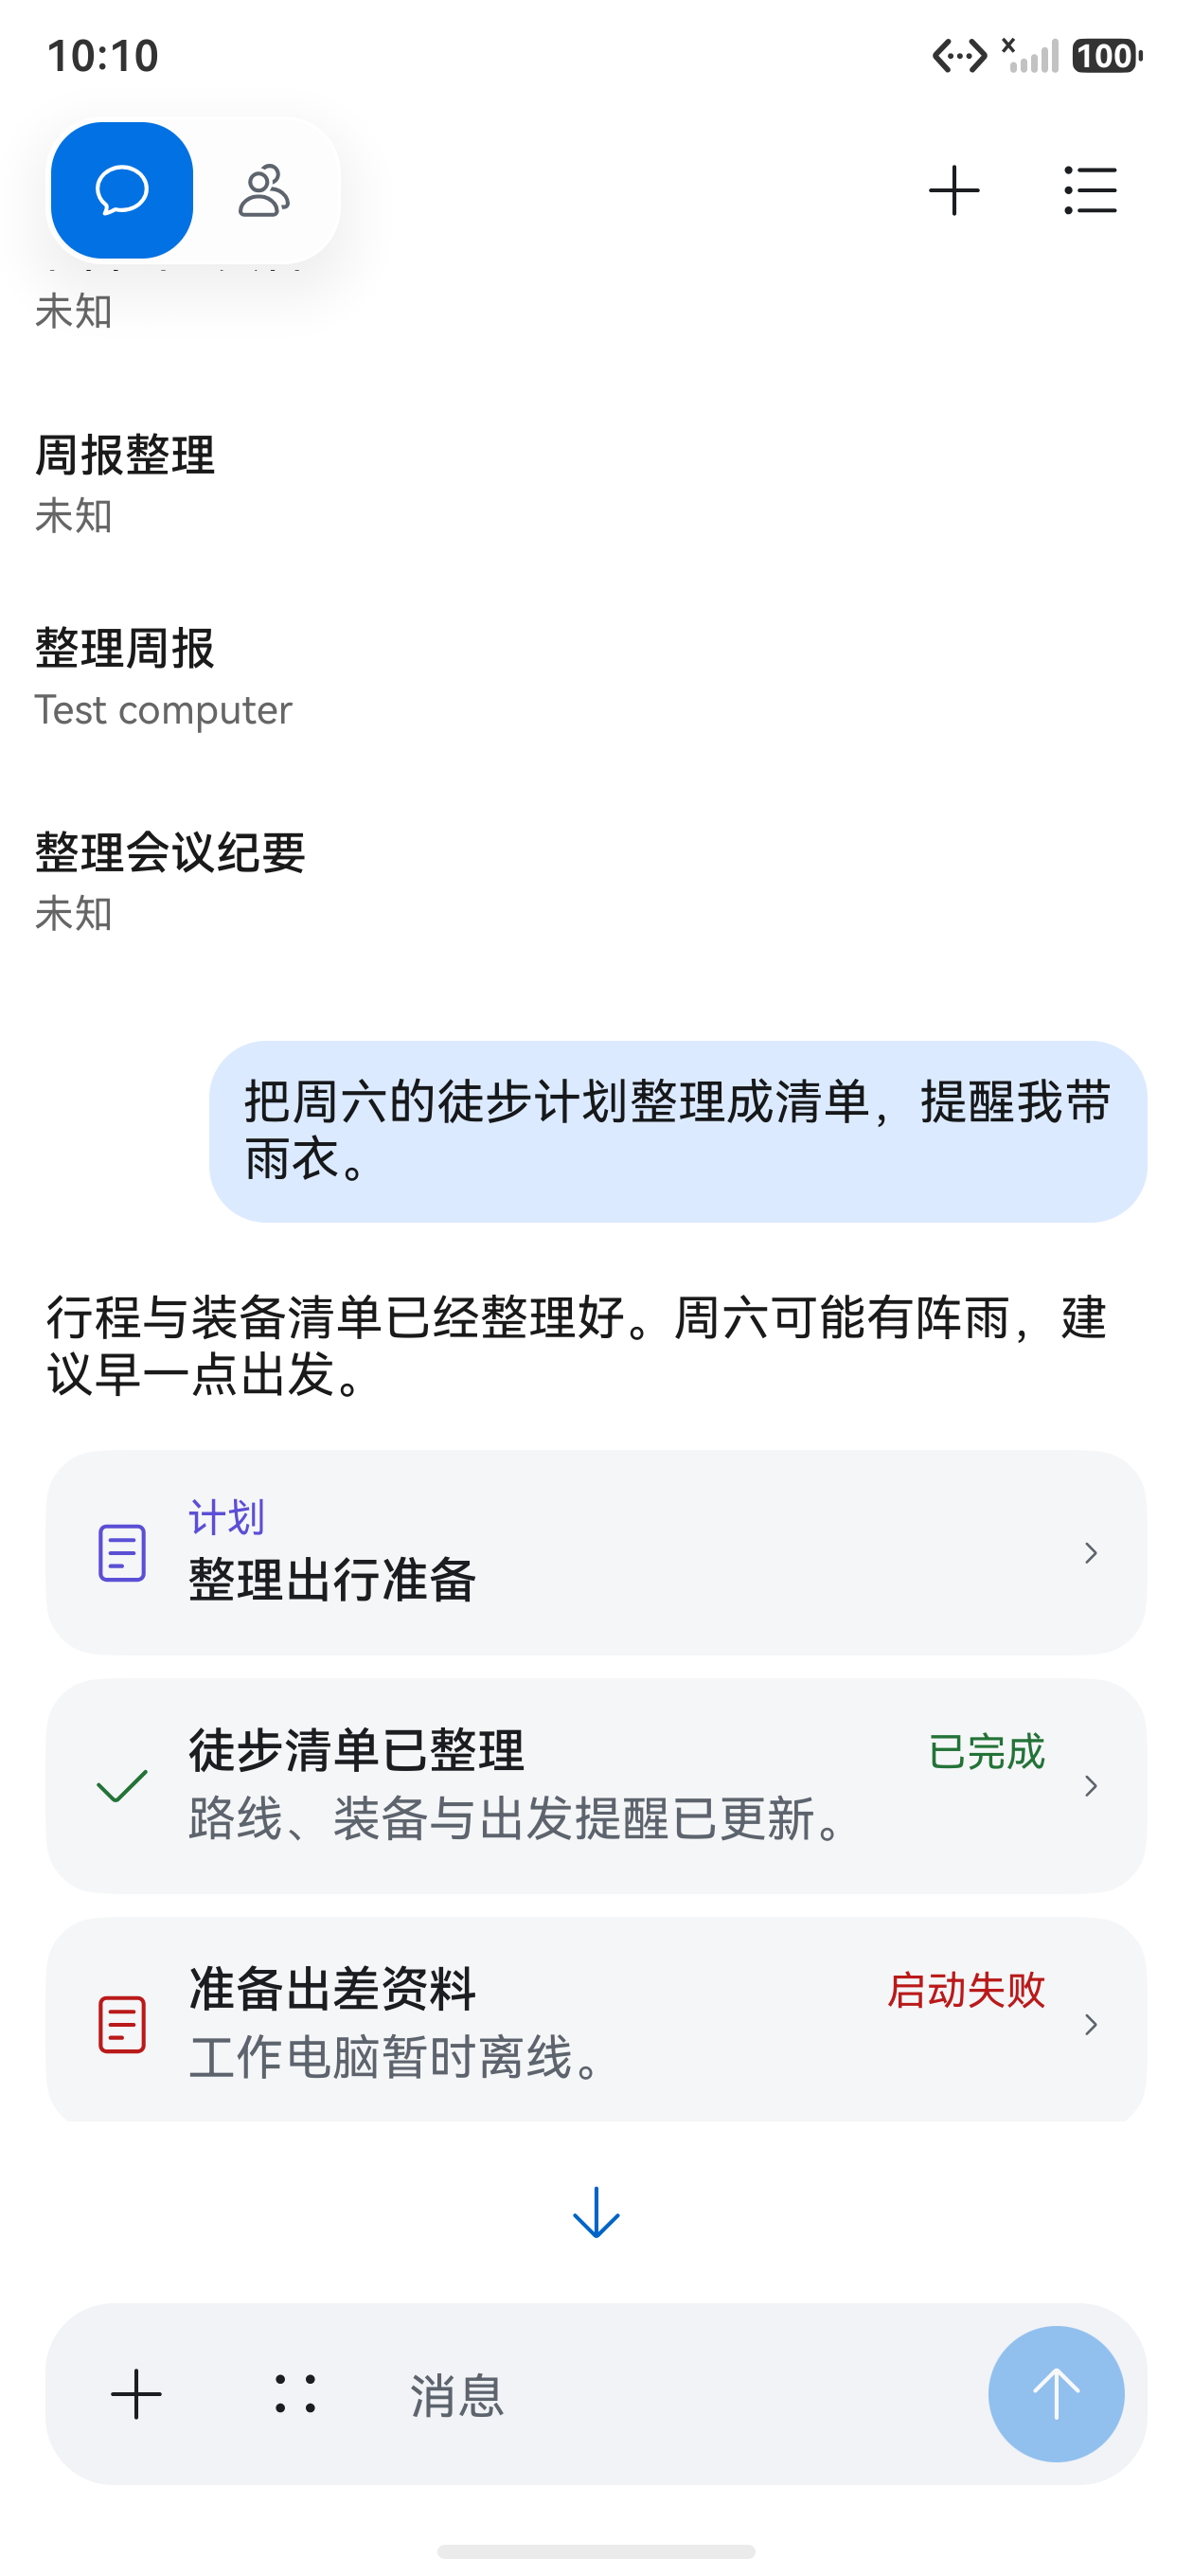 10:10
100
未知
周报整理
未知
整理周报
Test computer
整理会议纪要
未知
把周六的徒步计划整理成清单，提醒我带
雨衣。
行程与装备清单已经整理好。周六可能有阵雨，建
议早一点出发。
计划
整理出行准备
徒步清单已整理
已完成
路线、装备与出发提醒已更新。
准备出差资料
启动失败
工作电脑暂时离线。
消息